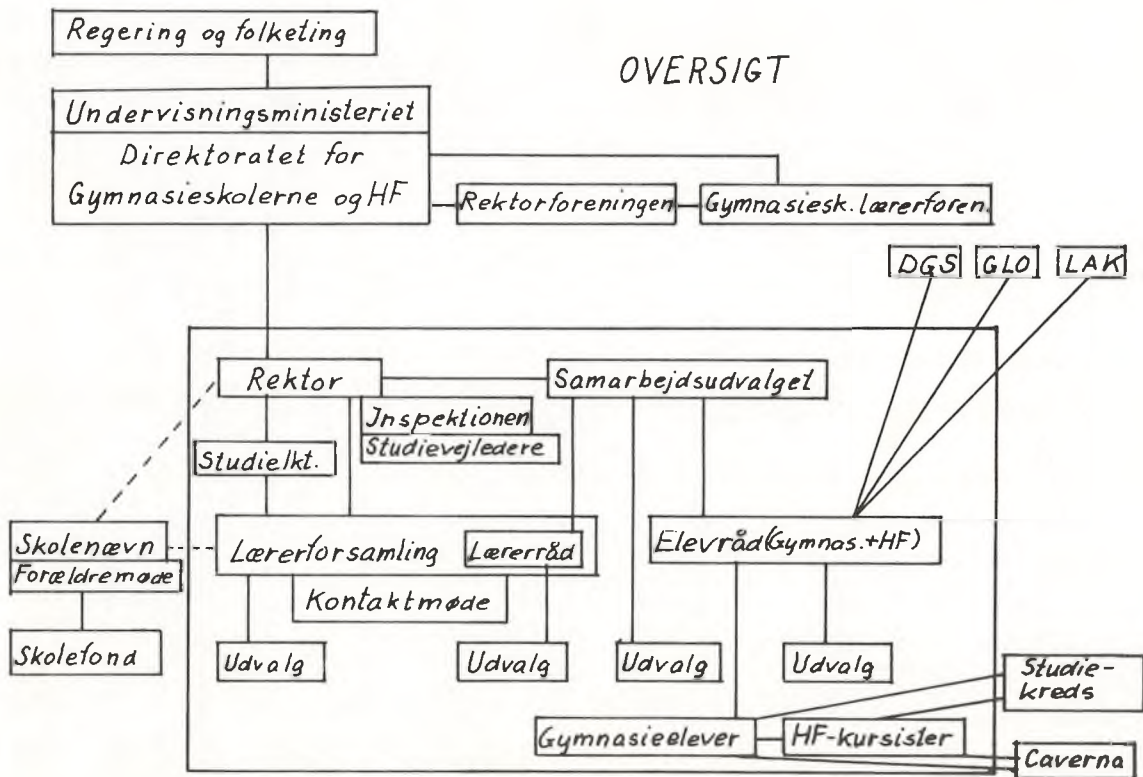 Regering og folketing
OVERSIGT
Undervisningsministeriet
Direktoratet for
Gymnasieskolerne og HF
Rektorforeningen
Gymnasiesk. lærerforen.
DGS
GLO
LAK
Rektor
Samarbejdsudvalget
Inspektionen
Studievejledere
Studielkt.
Skolenævn
Forældremøde
Lærerforsamling
Lærerråd
Elevråd (Gymnas.+HF)
Kontaktmøde
Skolefond
Udvalg
Udvalg
Udvalg
Udvalg
Studie-
kreds
Gymnasieelever
HF-kursister
Caverna